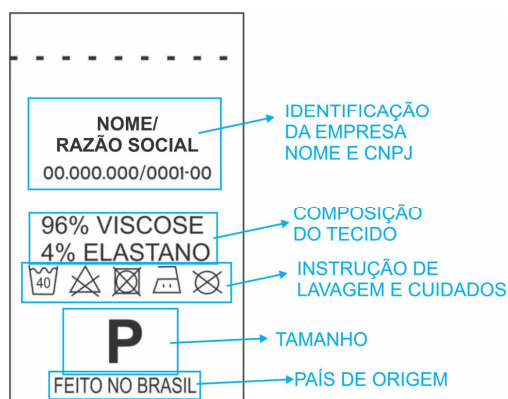 NOME/
RAZÃO SOCIAL
00.000.000/0001-00
IDENTIFICAÇÃO
DA EMPRESA
NOME E CNPJ
96% VISCOSE
4% ELASTANO
COMPOSIÇÃO
DO TECIDO
40
INSTRUÇÃO DE
LAVAGEM E CUIDADOS
P
TAMANHO
FEITO NO BRASIL
PAÍS DE ORIGEM